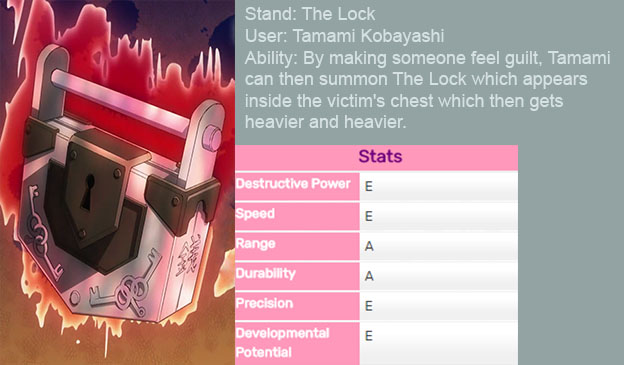 Stand: The Lock
User: Tamami Kobayashi
Ability: By making someone feel guilt, Tamami
can then summon The Lock which appears
inside the victim's chest which then gets
heavier and heavier.
Stats
Destructive Power E
Speed E
Range A
Durability A
Precision E
Developmental
Potential E